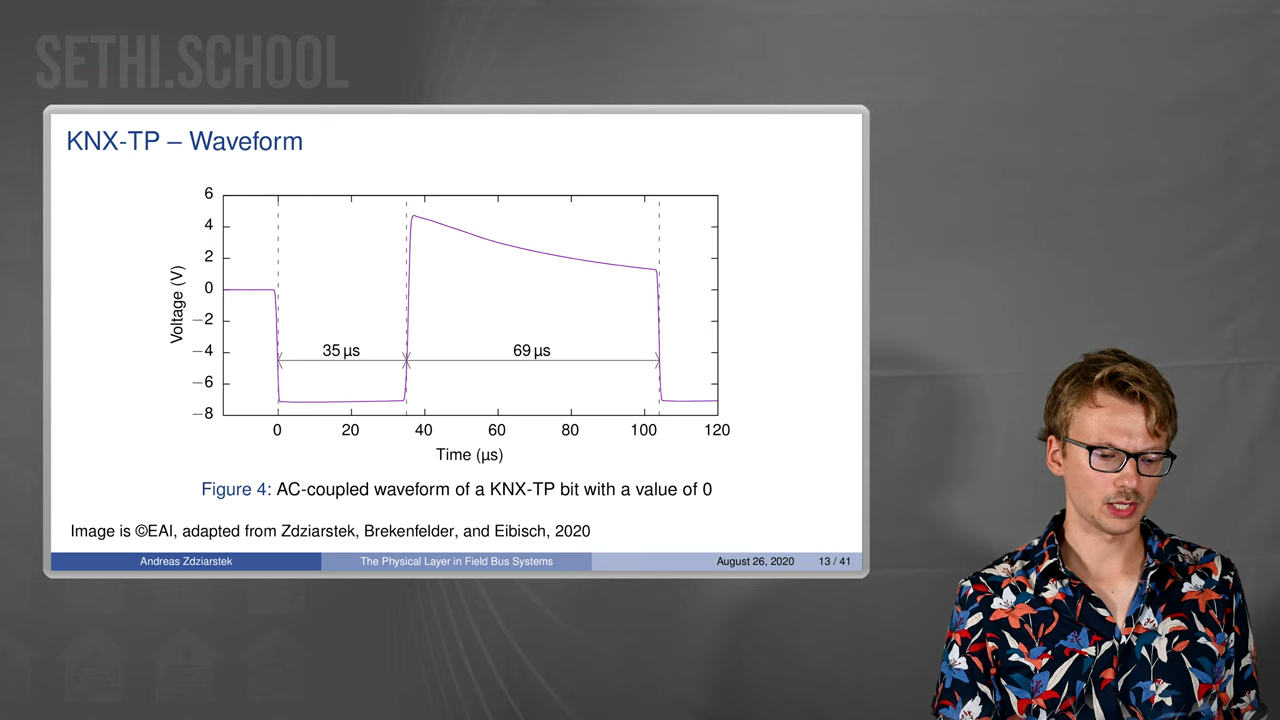 SETHI.SCHOOL
KNX-TP – Waveform
6
4
2
0
−2
−4
−6
−8
Voltage (V)
35 µs
69 µs
0 20 40 60 80 100 120
Time (µs)
Figure 4: AC-coupled waveform of a KNX-TP bit with a value of 0
Image is ©EAI, adapted from Zdziarstek, Brekenfelder, and Eibisch, 2020
Andreas Zdziarstek The Physical Layer in Field Bus Systems August 26, 2020 13 / 41